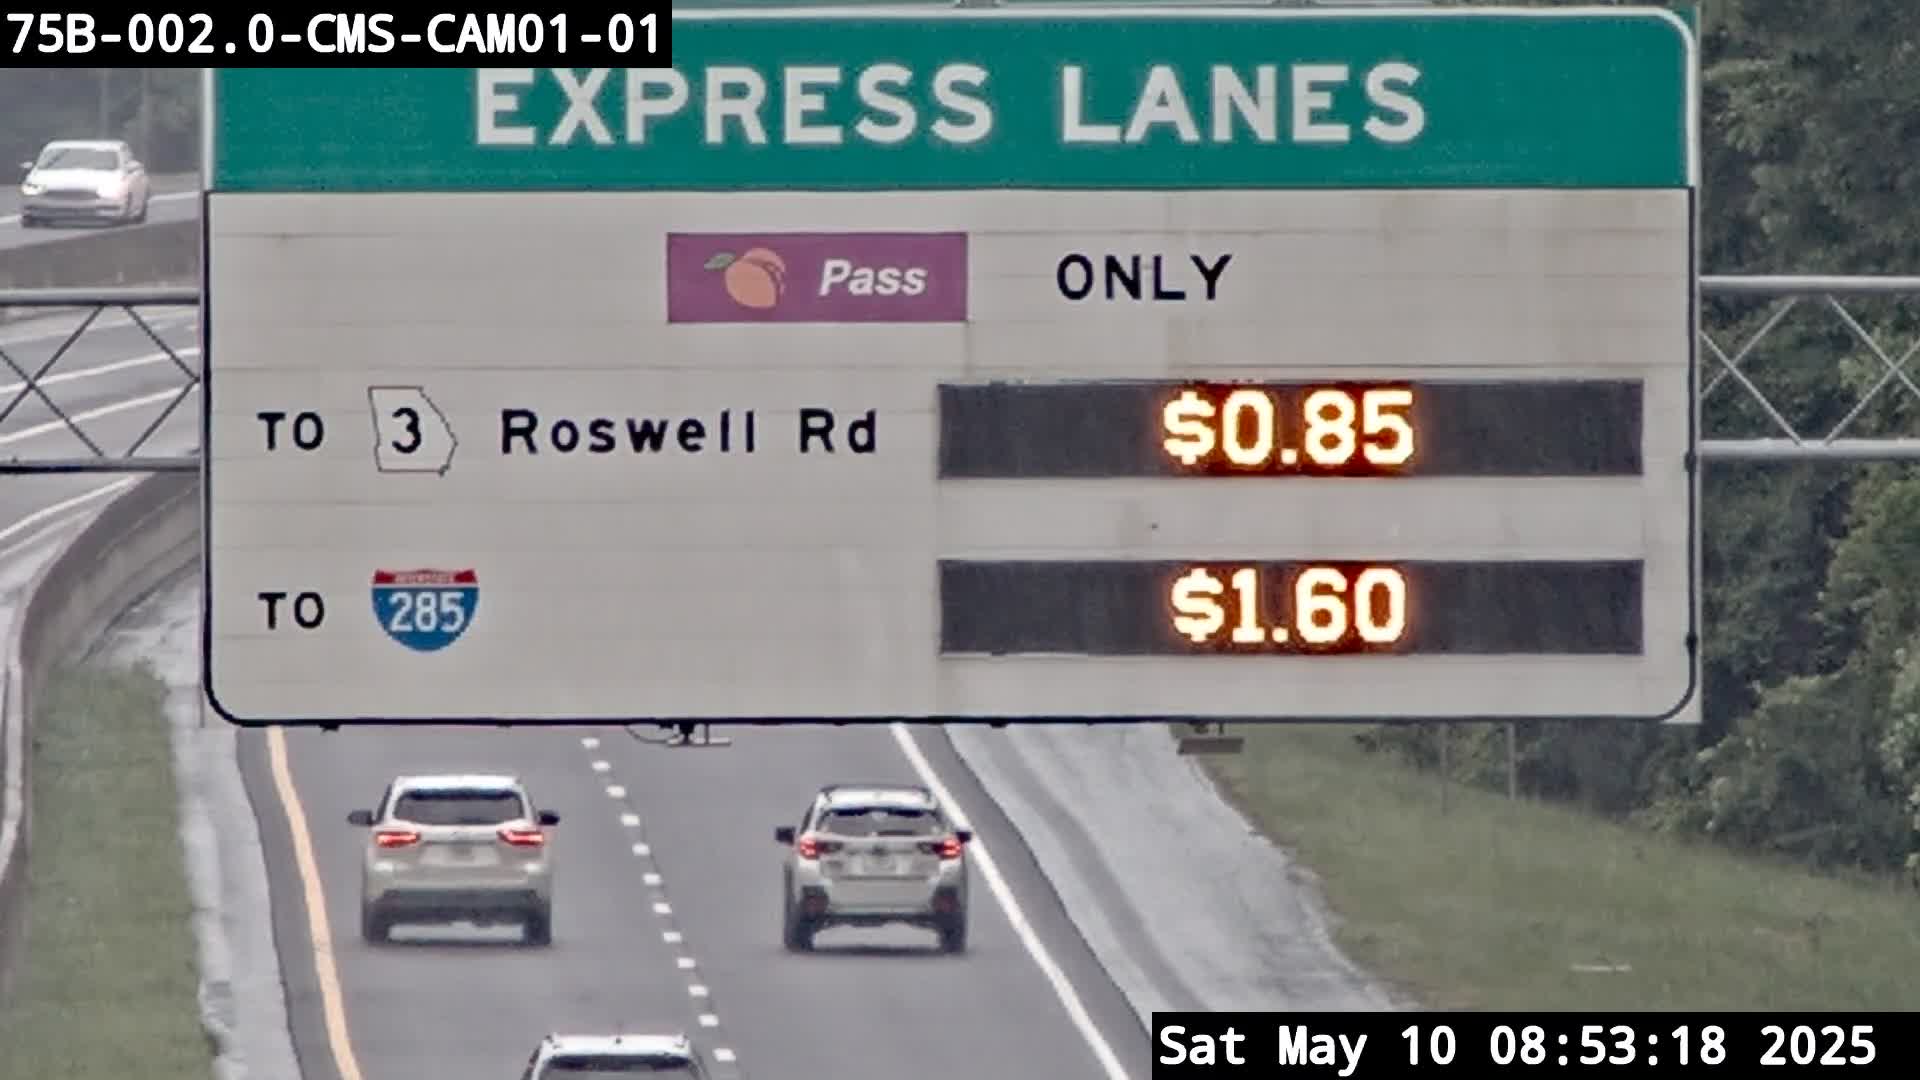 75B-002.0-CMS-CAM01-01
EXPRESS LANES
Pass ONLY
TO 3 Roswell Rd $0.85
TO 285 $1.60
Sat May 10 08:53:18 2025